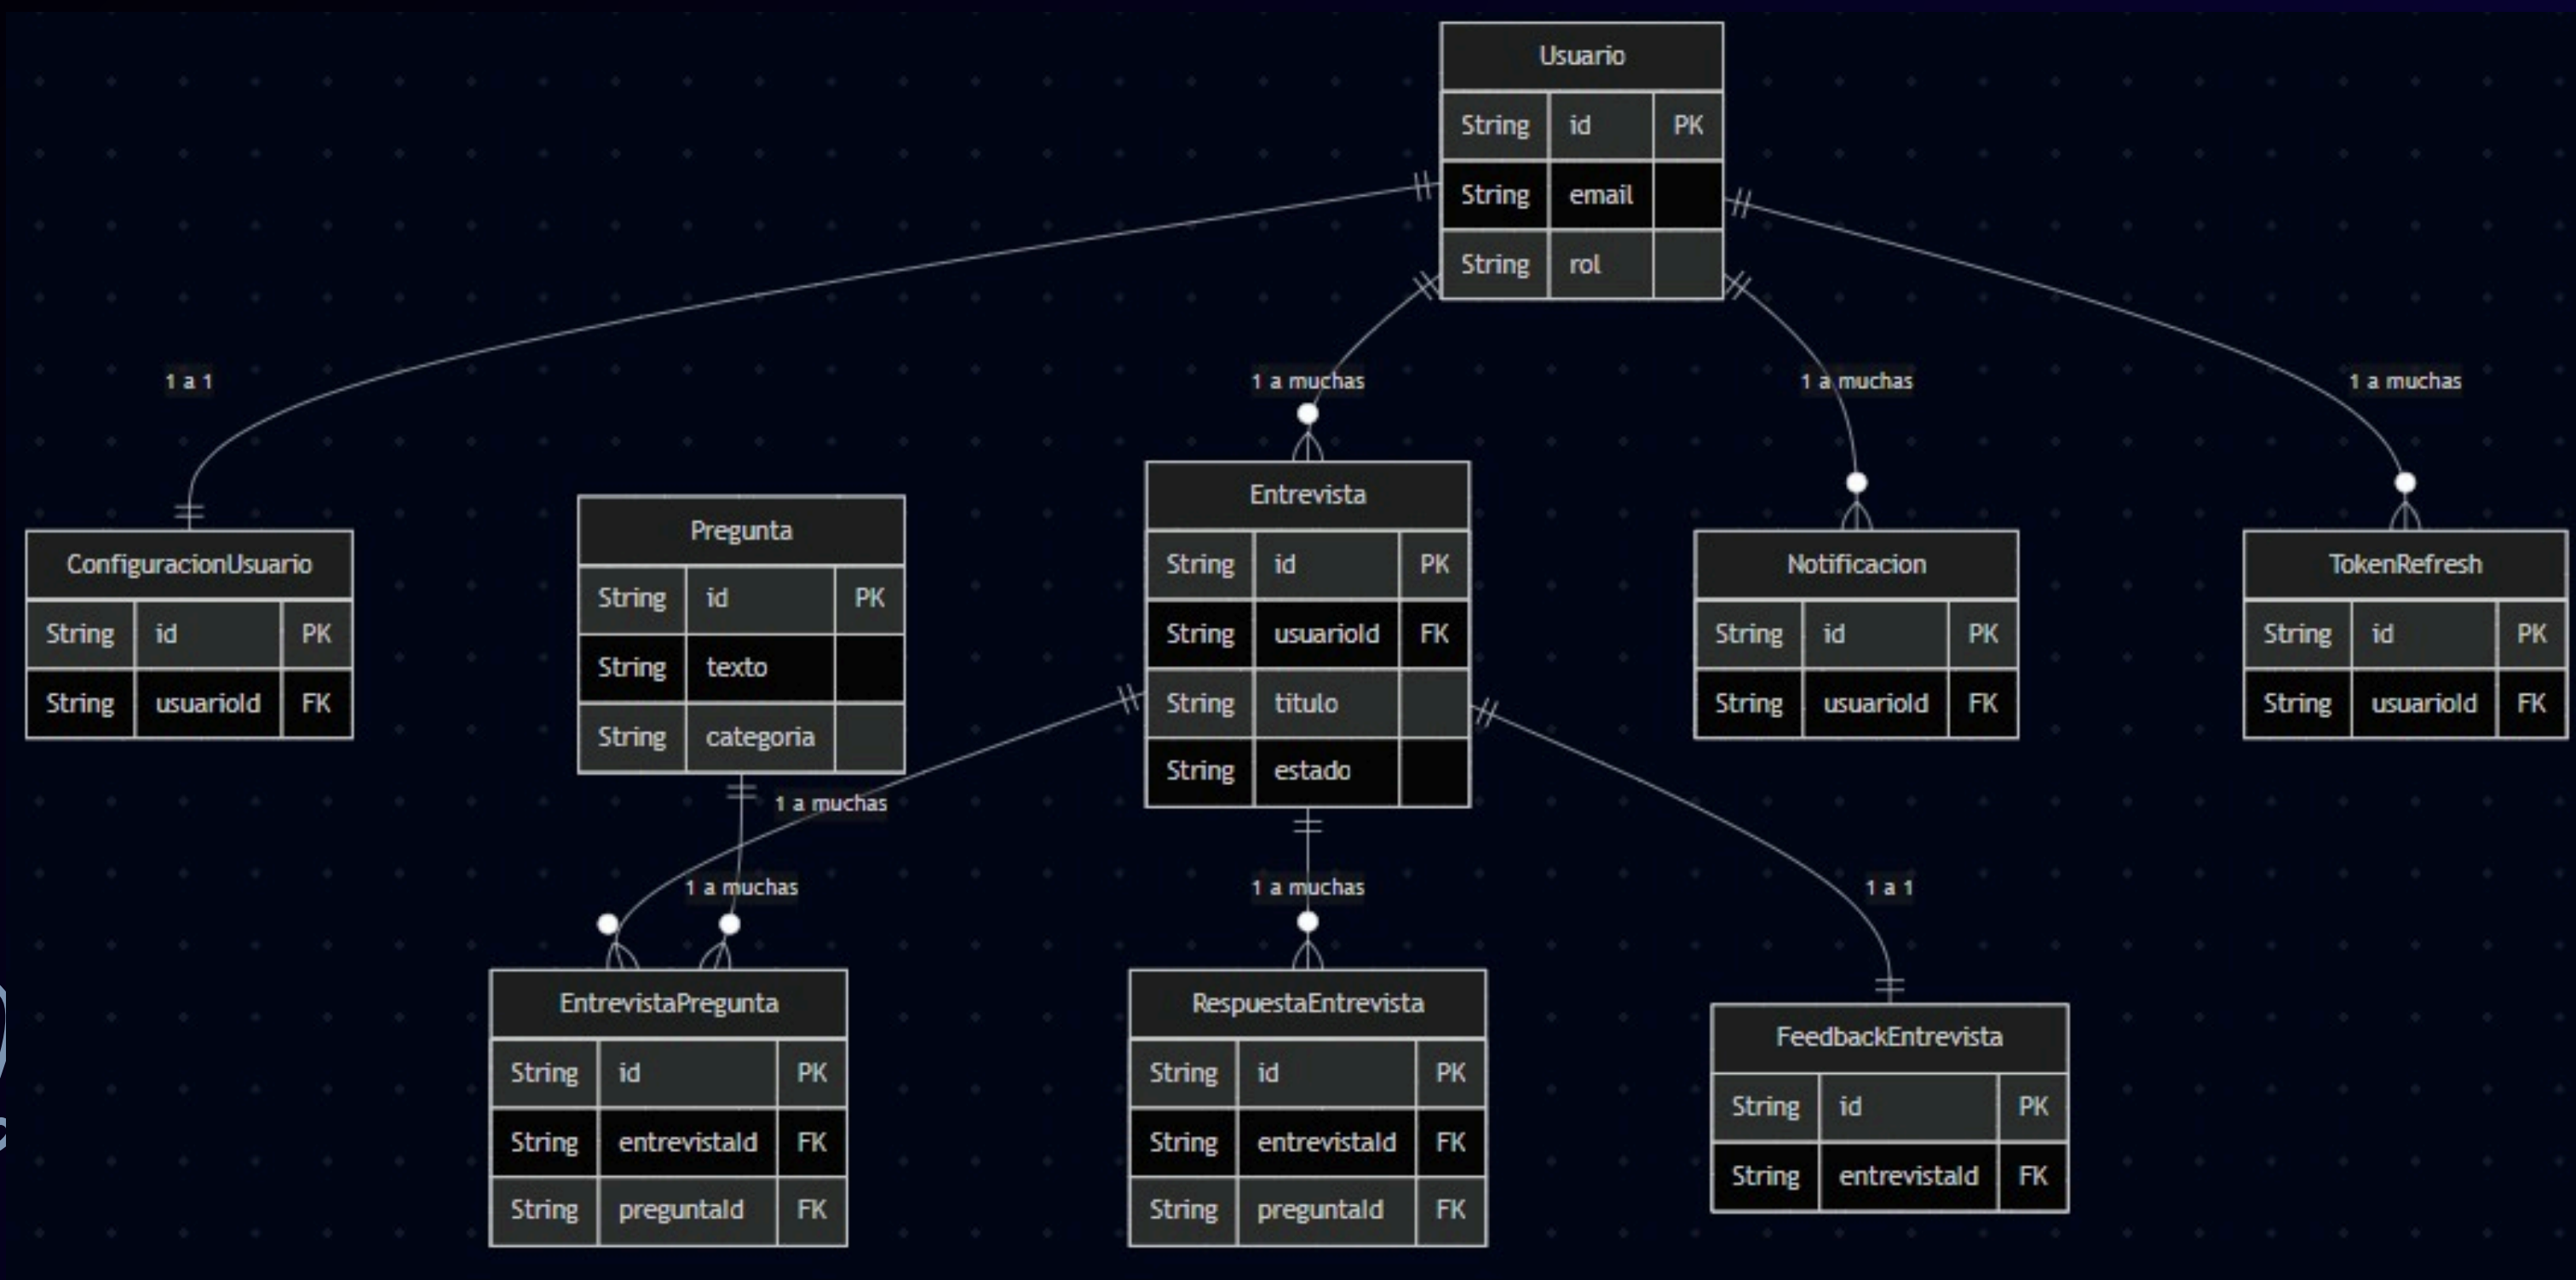 Usuario
String id PK
String email
String rol
1 a 1
1 a muchas
1 a muchas
1 a muchas
ConfiguracionUsuario
String id PK
String usuarioId FK
Pregunta
String id PK
String texto
String categoria
Entrevista
String id PK
String usuarioId FK
String titulo
String estado
Notificacion
String id PK
String usuarioId FK
TokenRefresh
String id PK
String usuarioId FK
1 a muchas
1 a muchas
1 a muchas
1 a 1
EntrevistaPregunta
String id PK
String entrevistaId FK
String preguntaId FK
RespuestaEntrevista
String id PK
String entrevistaId FK
String preguntaId FK
FeedbackEntrevista
String id PK
String entrevistaId FK